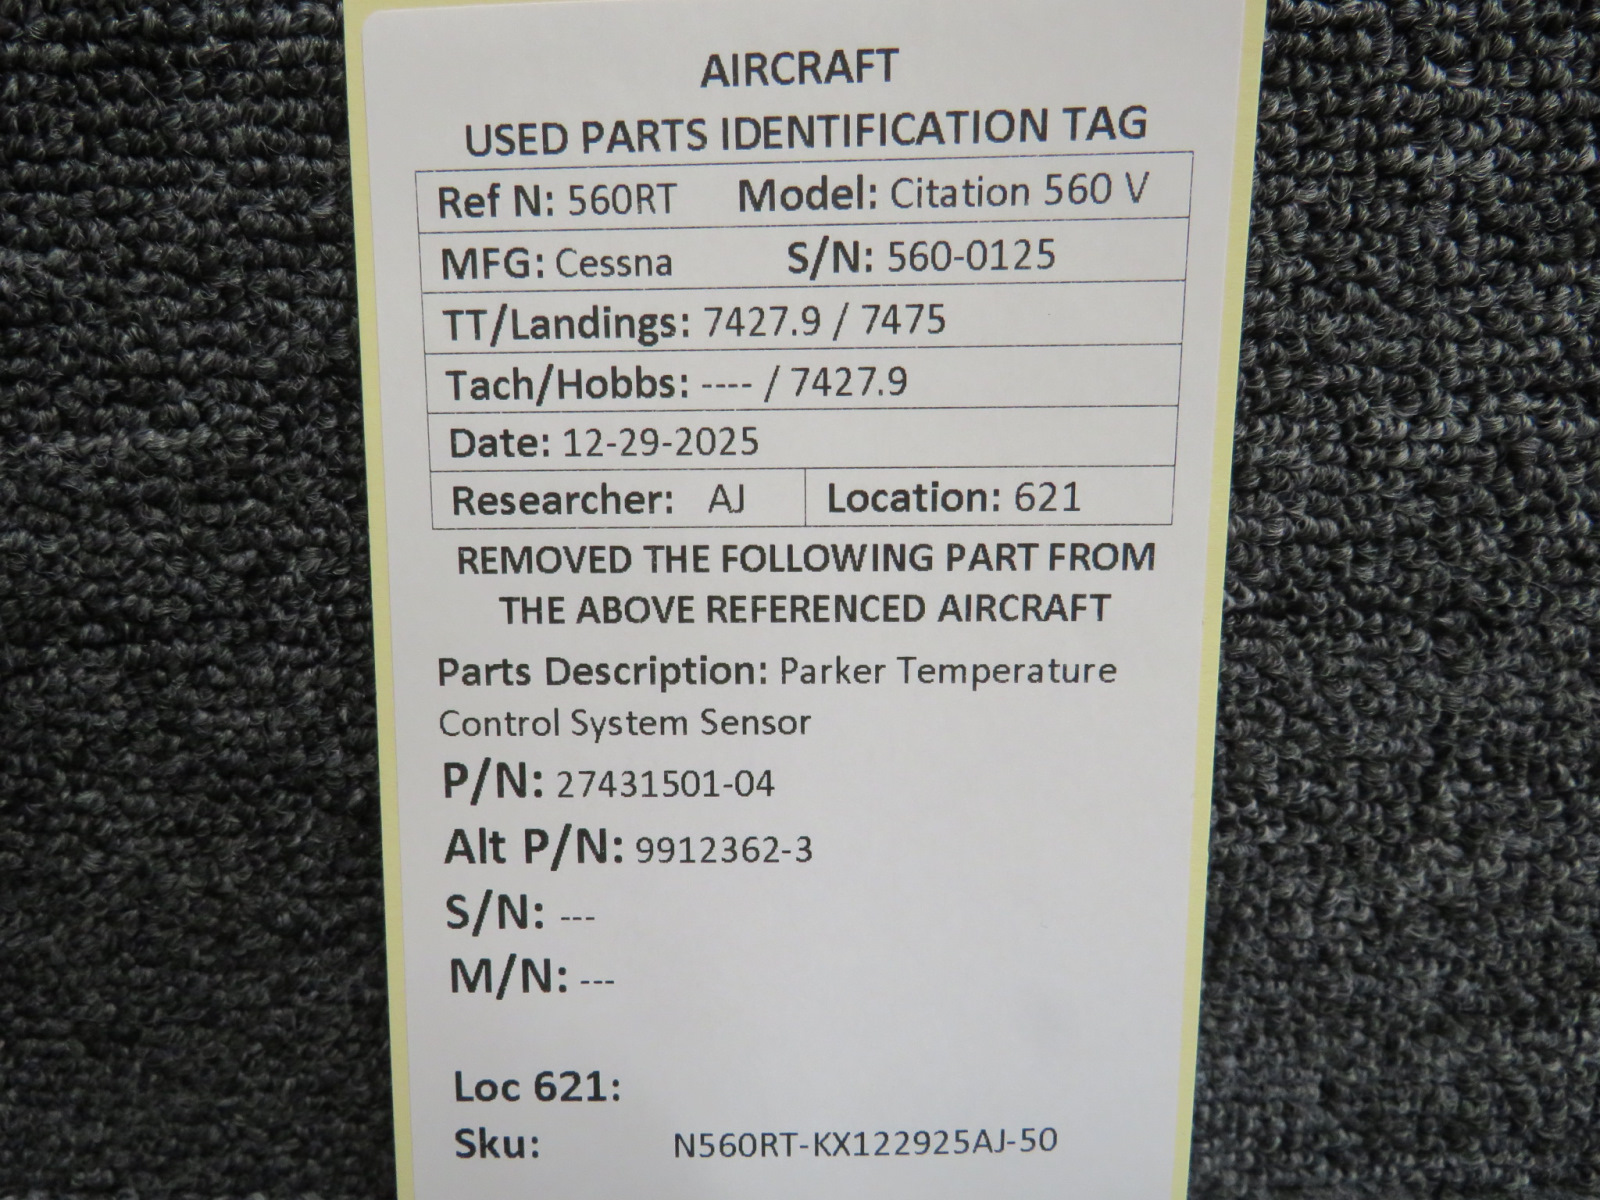 AIRCRAFT
USED PARTS IDENTIFICATION TAG
Ref N: 560RT Model: Citation 560 V
MFG: Cessna S/N: 560-0125
TT/Landings: 7427.9 / 7475
Tach/Hobbs: ---- / 7427.9
Date: 12-29-2025
Researcher: AJ Location: 621
REMOVED THE FOLLOWING PART FROM
THE ABOVE REFERENCED AIRCRAFT
Parts Description: Parker Temperature
Control System Sensor
P/N: 27431501-04
Alt P/N: 9912362-3
S/N: ---
M/N: ---
Loc 621:
Sku: N560RT-KX122925AJ-50